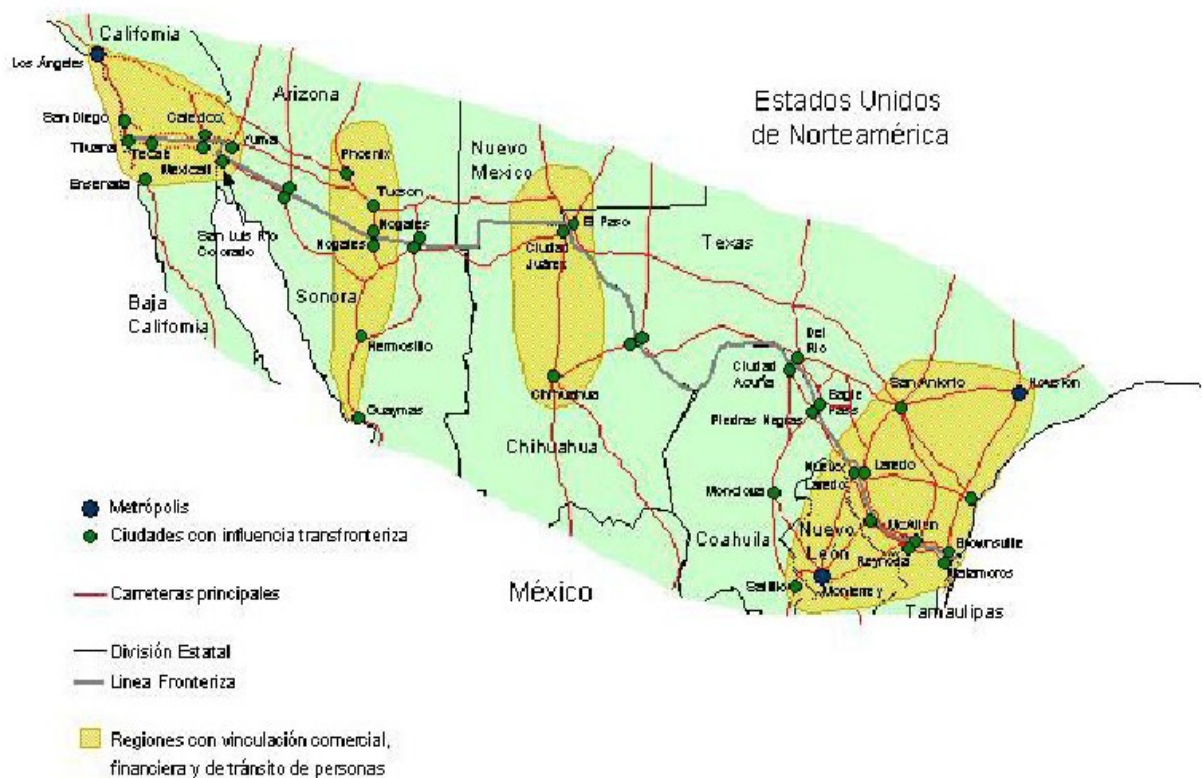 California
Los Ángeles
Arizona
Estados Unidos
de Norteamérica
San Diego
Calexico
Tijuana
Tecate
Yuma
Mexicali
Phoenix
Nuevo
Mexico
Ensenada
Tucson
San Luis Río
Colorado
Nogales
Nogales
El Paso
Ciudad
Juárez
Texas
Baja
California
Sonora
Hermosillo
Del
Río
Ciudad
Acuña
San Antonio
Houston
Chihuahua
Eagle
Pass
Piedras Negras
Guaymas
Chihuahua
Nuevo
Laredo
Laredo
Monclova
Metrópolis
Ciudades con influencia transfronteriza
Coahuila
Nuevo
León
McAllen
Reynosa
Brownsville
Matamoros
Carreteras principales
México
Saltillo
Monterrey
Tamaulipas
División Estatal
Linea Fronteriza
Regiones con vinculación comercial,
financiera y de tránsito de personas